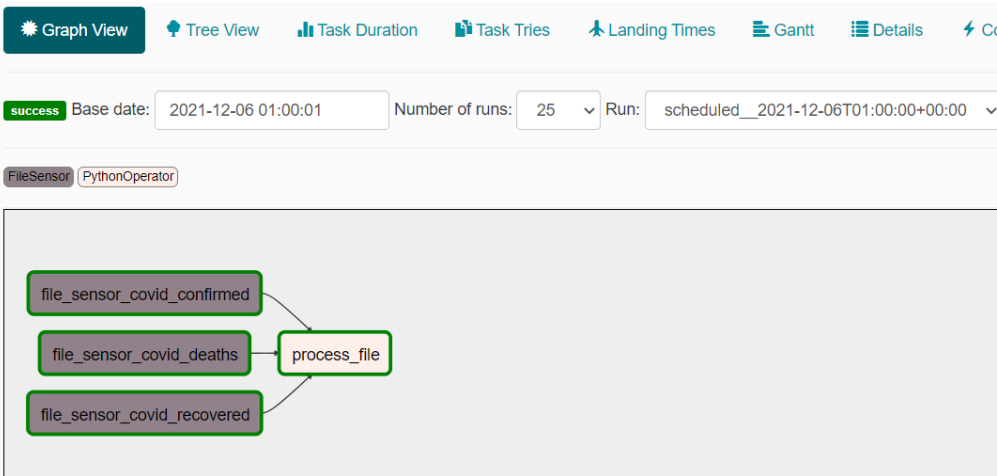 Graph View Tree View Task Duration Task Tries Landing Times Gantt Details Co
success Base date: 2021-12-06 01:00:01 Number of runs: 25 Run: scheduled__2021-12-06T01:00:00+00:00
FileSensor PythonOperator
file_sensor_covid_confirmed
file_sensor_covid_deaths process_file
file_sensor_covid_recovered